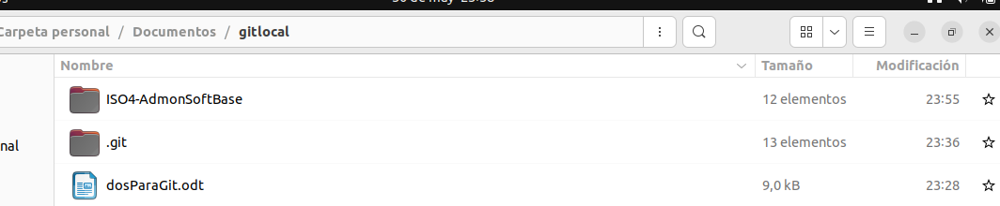 Carpeta personal / Documentos / gitlocal
Nombre Tamaño Modificación
ISO4-AdmonSoftBase 12 elementos 23:55
.git 13 elementos 23:36
nal
dosParaGit.odt 9,0 kB 23:28